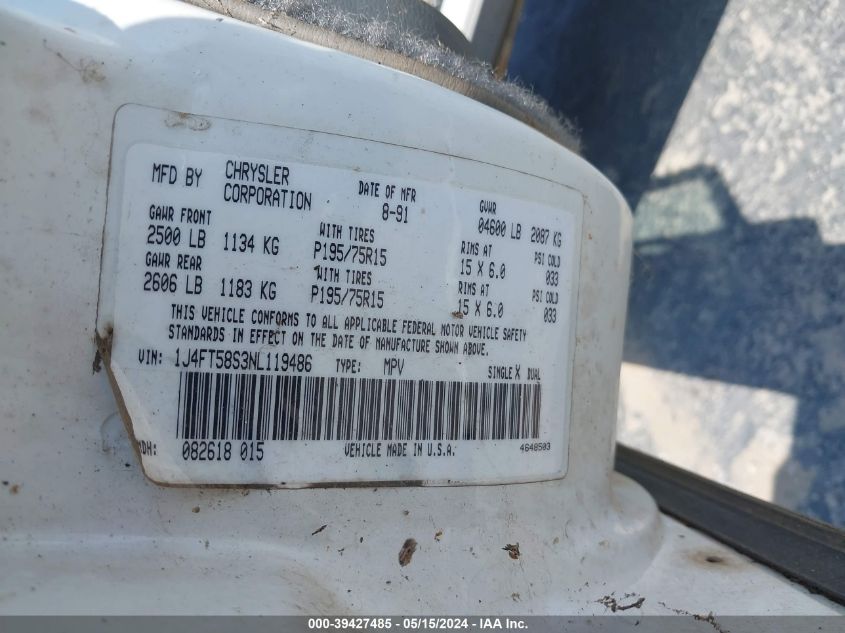 MFD BY CHRYSLER CORPORATION DATE OF MFR 8-91 GVWR 04600 LB 2087 KG
GAWR FRONT WITH TIRES RIMS AT PSI COLD
2500 LB 1134 KG P195/75R15 15 X 6.0 033
GAWR REAR WITH TIRES RIMS AT PSI COLD
2606 LB 1183 KG P195/75R15 15 X 6.0 033
THIS VEHICLE CONFORMS TO ALL APPLICABLE FEDERAL MOTOR VEHICLE SAFETY
STANDARDS IN EFFECT ON THE DATE OF MANUFACTURE SHOWN ABOVE.
VIN: 1J4FT58S3NL119486 TYPE: MPV SINGLE X DUAL
MDH: 082618 015 VEHICLE MADE IN U.S.A. 4648503
000-39427485 - 05/15/2024 - IAA Inc.